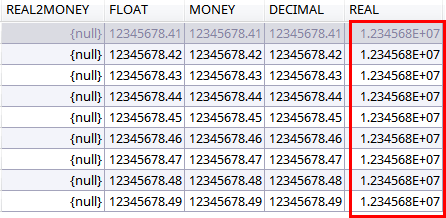 REAL2MONEY FLOAT MONEY DECIMAL REAL
{null} 12345678.41 12345678.41 12345678.41 1.234568E+07
{null} 12345678.42 12345678.42 12345678.42 1.234568E+07
{null} 12345678.43 12345678.43 12345678.43 1.234568E+07
{null} 12345678.44 12345678.44 12345678.44 1.234568E+07
{null} 12345678.45 12345678.45 12345678.45 1.234568E+07
{null} 12345678.46 12345678.46 12345678.46 1.234568E+07
{null} 12345678.47 12345678.47 12345678.47 1.234568E+07
{null} 12345678.48 12345678.48 12345678.48 1.234568E+07
{null} 12345678.49 12345678.49 12345678.49 1.234568E+07